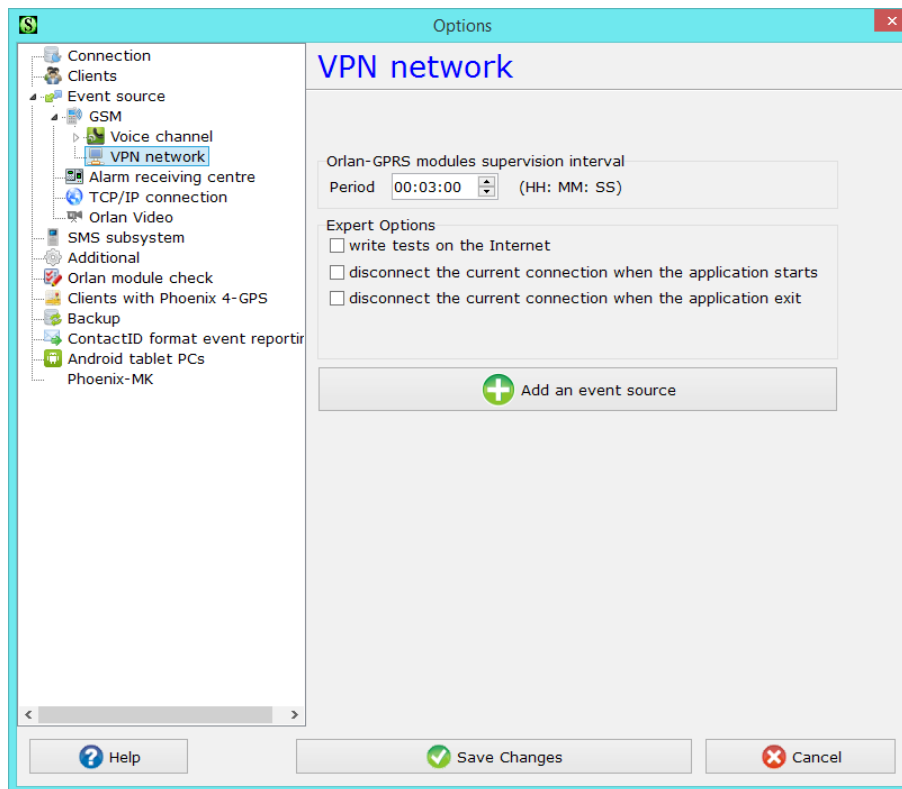 Options
Connection
Clients
Event source
GSM
Voice channel
VPN network
Alarm receiving centre
TCP/IP connection
Orlan Video
SMS subsystem
Additional
Orlan module check
Clients with Phoenix 4-GPS
Backup
ContactID format event reportin
Android tablet PCs
Phoenix-MK
VPN network
Orlan-GPRS modules supervision interval
Period 00:03:00 (HH: MM: SS)
Expert Options
write tests on the Internet
disconnect the current connection when the application starts
disconnect the current connection when the application exit
Add an event source
Help
Save Changes
Cancel